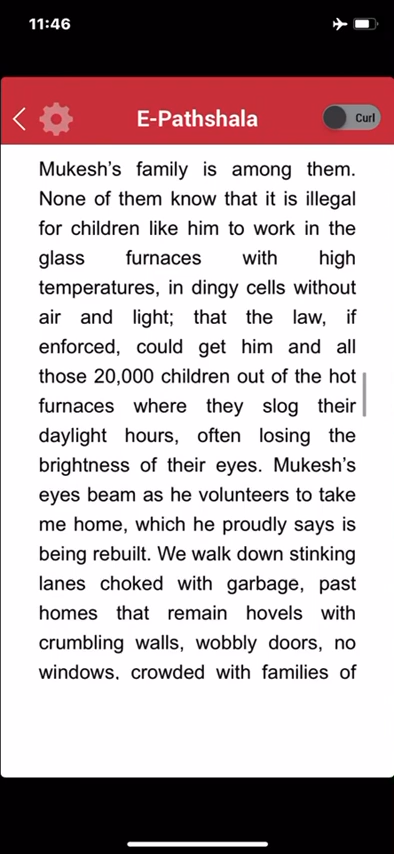 11:46
E-Pathshala
Curl
Mukesh's family is among them.
None of them know that it is illegal
for children like him to work in the
glass furnaces with high
temperatures, in dingy cells without
air and light; that the law, if
enforced, could get him and all
those 20,000 children out of the hot
furnaces where they slog their
daylight hours, often losing the
brightness of their eyes. Mukesh's
eyes beam as he volunteers to take
me home, which he proudly says is
being rebuilt. We walk down stinking
lanes choked with garbage, past
homes that remain hovels with
crumbling walls, wobbly doors, no
windows, crowded with families of